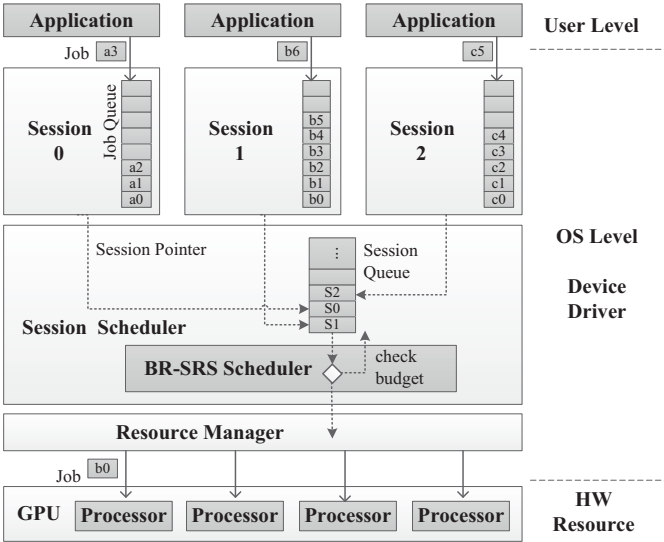 Application
Application
Application
User Level
Job
a3
b6
c5
Job Queue
Session
0
a2
a1
a0
Session
1
b5
b4
b3
b2
b1
b0
Session
2
c4
c3
c2
c1
c0
Session Pointer
⋮
Session
Queue
S2
S0
S1
Session Scheduler
BR-SRS Scheduler
check
budget
OS Level
Device
Driver
Resource Manager
Job
b0
GPU
Processor
Processor
Processor
Processor
HW
Resource